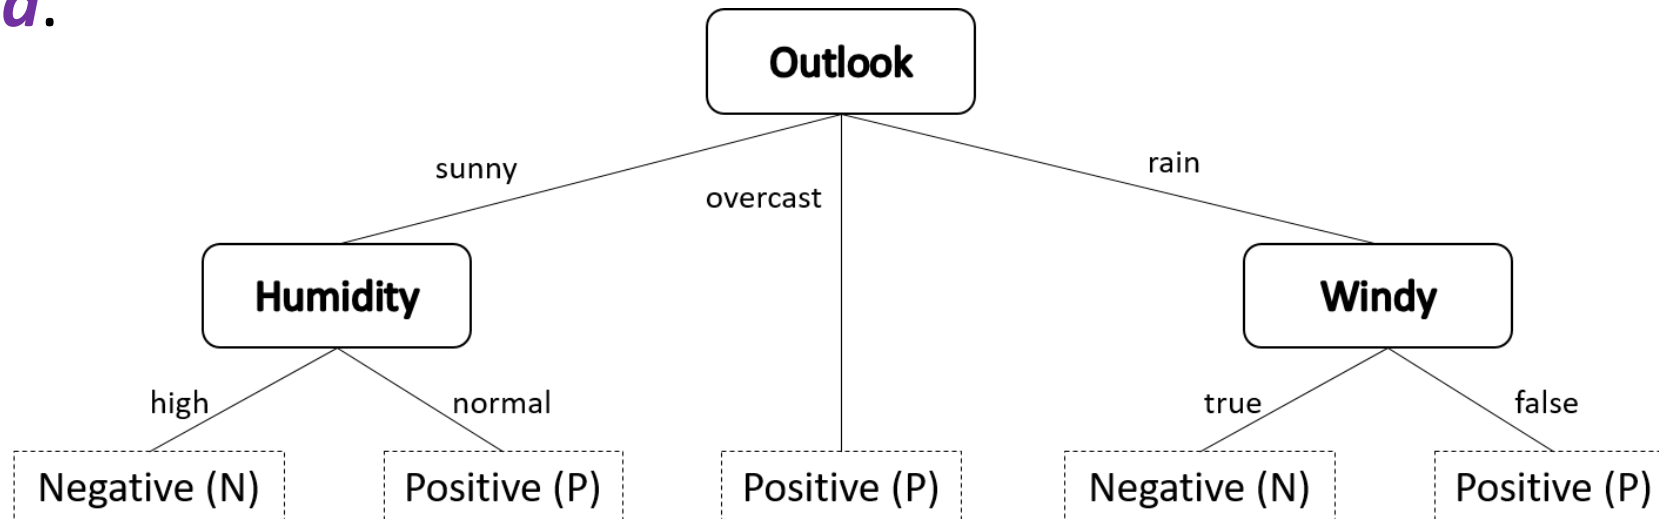 d.
Outlook
sunny
overcast
rain
Humidity
Windy
high
normal
true
false
Negative (N)
Positive (P)
Positive (P)
Negative (N)
Positive (P)